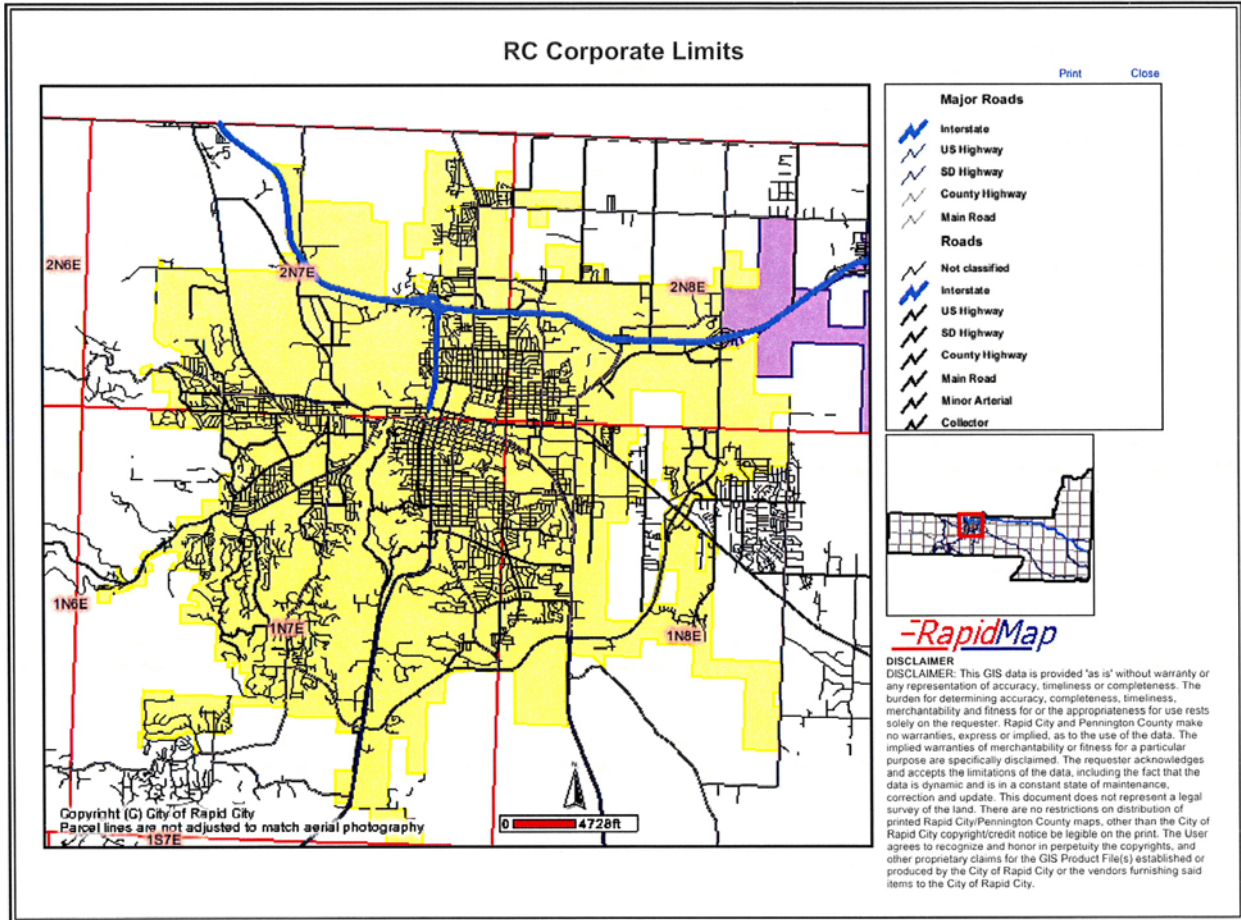 RC Corporate Limits
Print Close
Major Roads
Interstate
US Highway
SD Highway
County Highway
Main Road
Roads
Not classified
Interstate
US Highway
SD Highway
County Highway
Main Road
Minor Arterial
Collector
2N6E
2N7E
2N8E
1N6E
1N7E
1N8E
N
Copyright (C) City of Rapid City
Parcel lines are not adjusted to match aerial photography
0 4728ft
1S7E
RapidMap
DISCLAIMER
DISCLAIMER: This GIS data is provided 'as is' without warranty or
any representation of accuracy, timeliness or completeness. The
burden for determining accuracy, completeness, timeliness,
merchantability and fitness for or the appropriateness for use rests
solely on the requester. Rapid City and Pennington County make
no warranties, express or implied, as to the use of the data. The
implied warranties of merchantability or fitness for a particular
purpose are specifically disclaimed. The requester acknowledges
and accepts the limitations of the data, including the fact that the
data is dynamic and is in a constant state of maintenance,
correction and update. This document does not represent a legal
survey of the land. There are no restrictions on distribution of
printed Rapid City/Pennington County maps, other than the City of
Rapid City copyright/credit notice be legible on the print. The User
agrees to recognize and honor in perpetuity the copyrights, and
other proprietary claims for the GIS Product File(s) established or
produced by the City of Rapid City or the vendors furnishing said
items to the City of Rapid City.